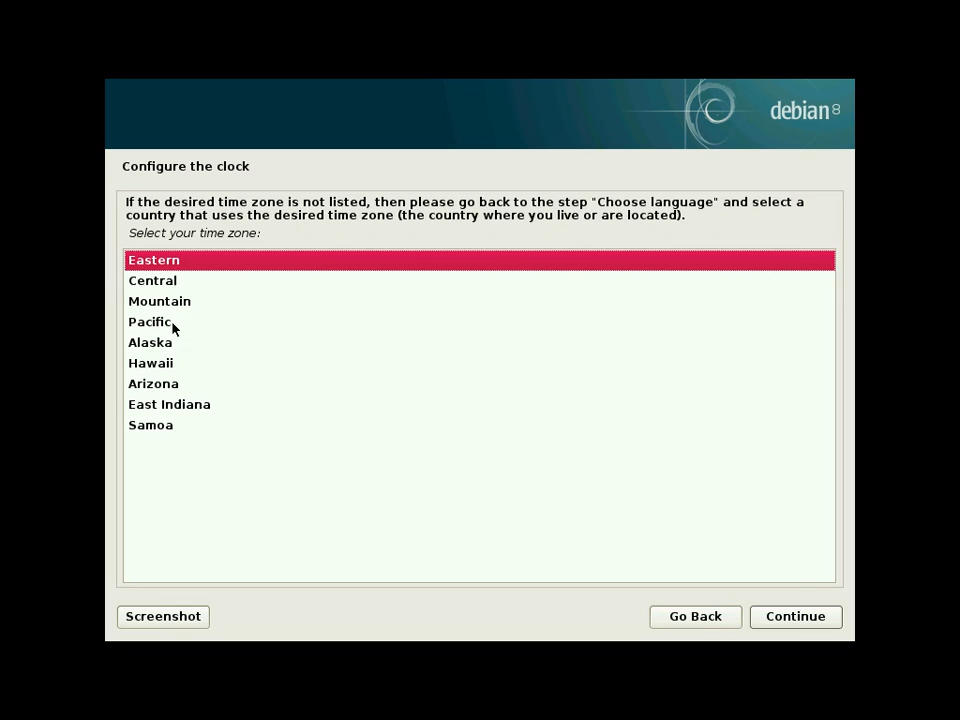 debian 8
Configure the clock
If the desired time zone is not listed, then please go back to the step "Choose language" and select a
country that uses the desired time zone (the country where you live or are located).
Select your time zone:
Eastern
Central
Mountain
Pacific
Alaska
Hawaii
Arizona
East Indiana
Samoa
Screenshot
Go Back
Continue